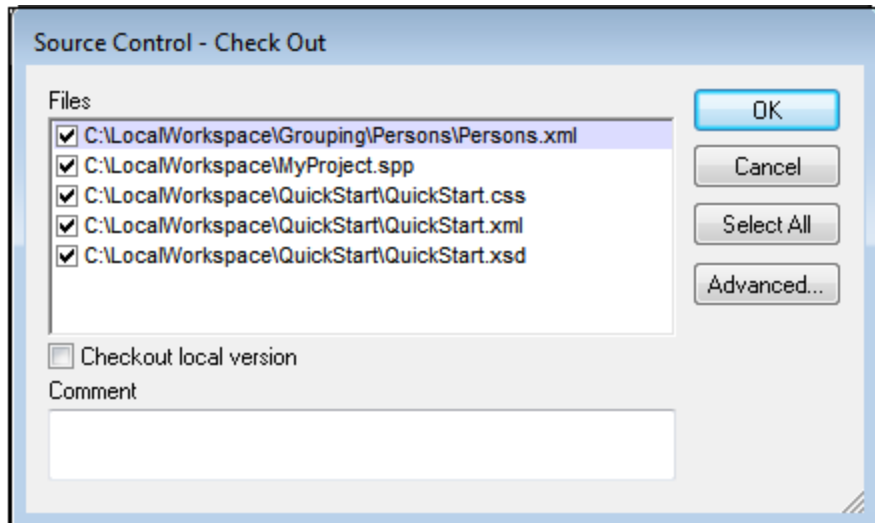 Source Control - Check Out
Files
C:\LocalWorkspace\Grouping\Persons\Persons.xml
C:\LocalWorkspace\MyProject.spp
C:\LocalWorkspace\QuickStart\QuickStart.css
C:\LocalWorkspace\QuickStart\QuickStart.xml
C:\LocalWorkspace\QuickStart\QuickStart.xsd
OK
Cancel
Select All
Advanced...
Checkout local version
Comment